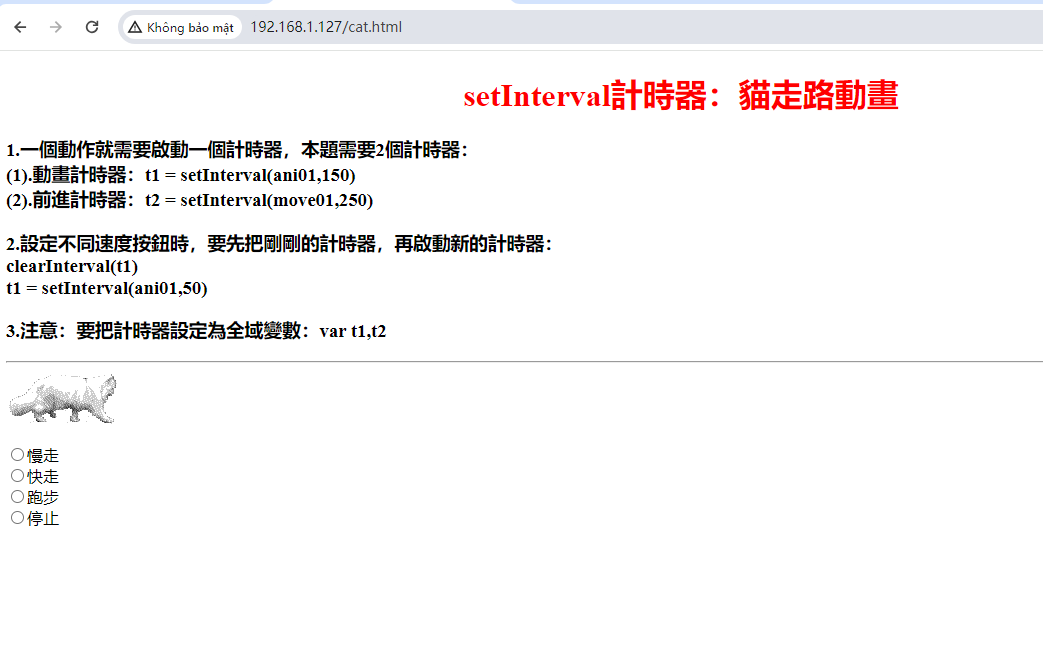 Không bảo mật 192.168.1.127/cat.html
setInterval計時器：貓走路動畫
1.一個動作就需要啟動一個計時器，本題需要2個計時器：
(1).動畫計時器：t1 = setInterval(ani01,150)
(2).前進計時器：t2 = setInterval(move01,250)
2.設定不同速度按鈕時，要先把剛剛的計時器，再啟動新的計時器：
clearInterval(t1)
t1 = setInterval(ani01,50)
3.注意：要把計時器設定為全域變數：var t1,t2
慢走
快走
跑步
停止